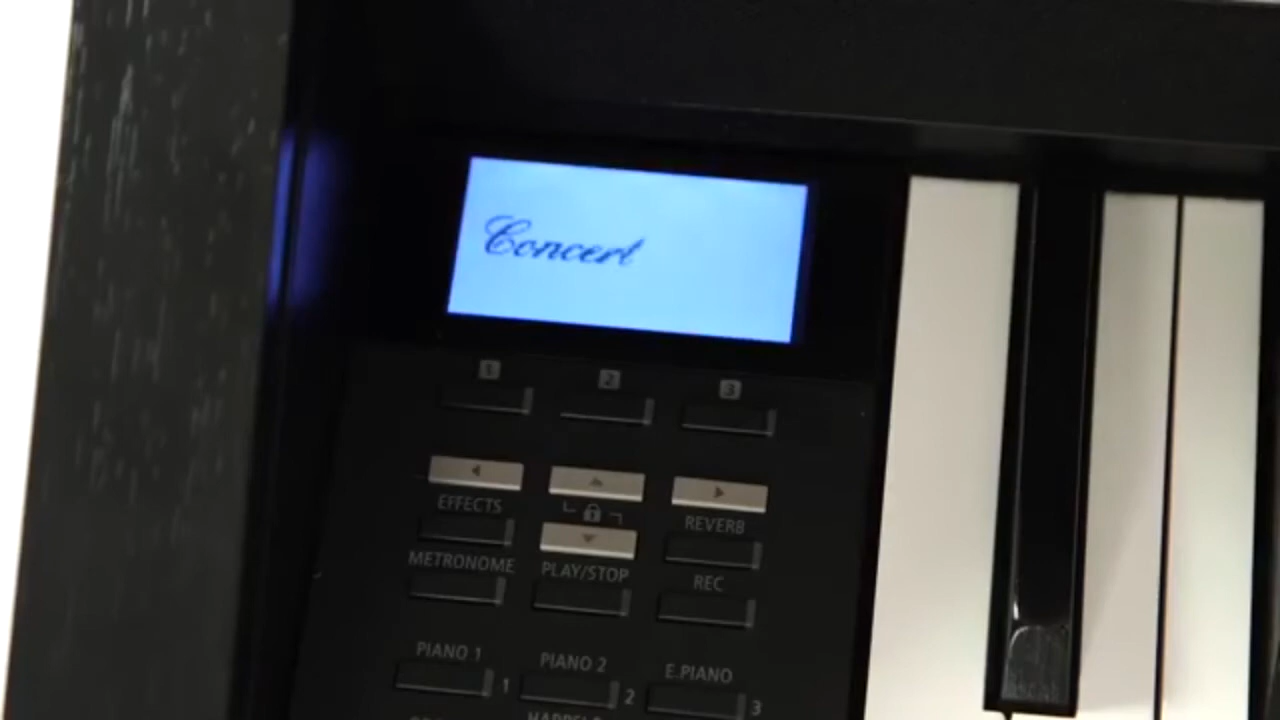 Concert
1 2 3
EFFECTS REVERB
METRONOME PLAY/STOP REC
PIANO 1 PIANO 2 E.PIANO
1 2 3